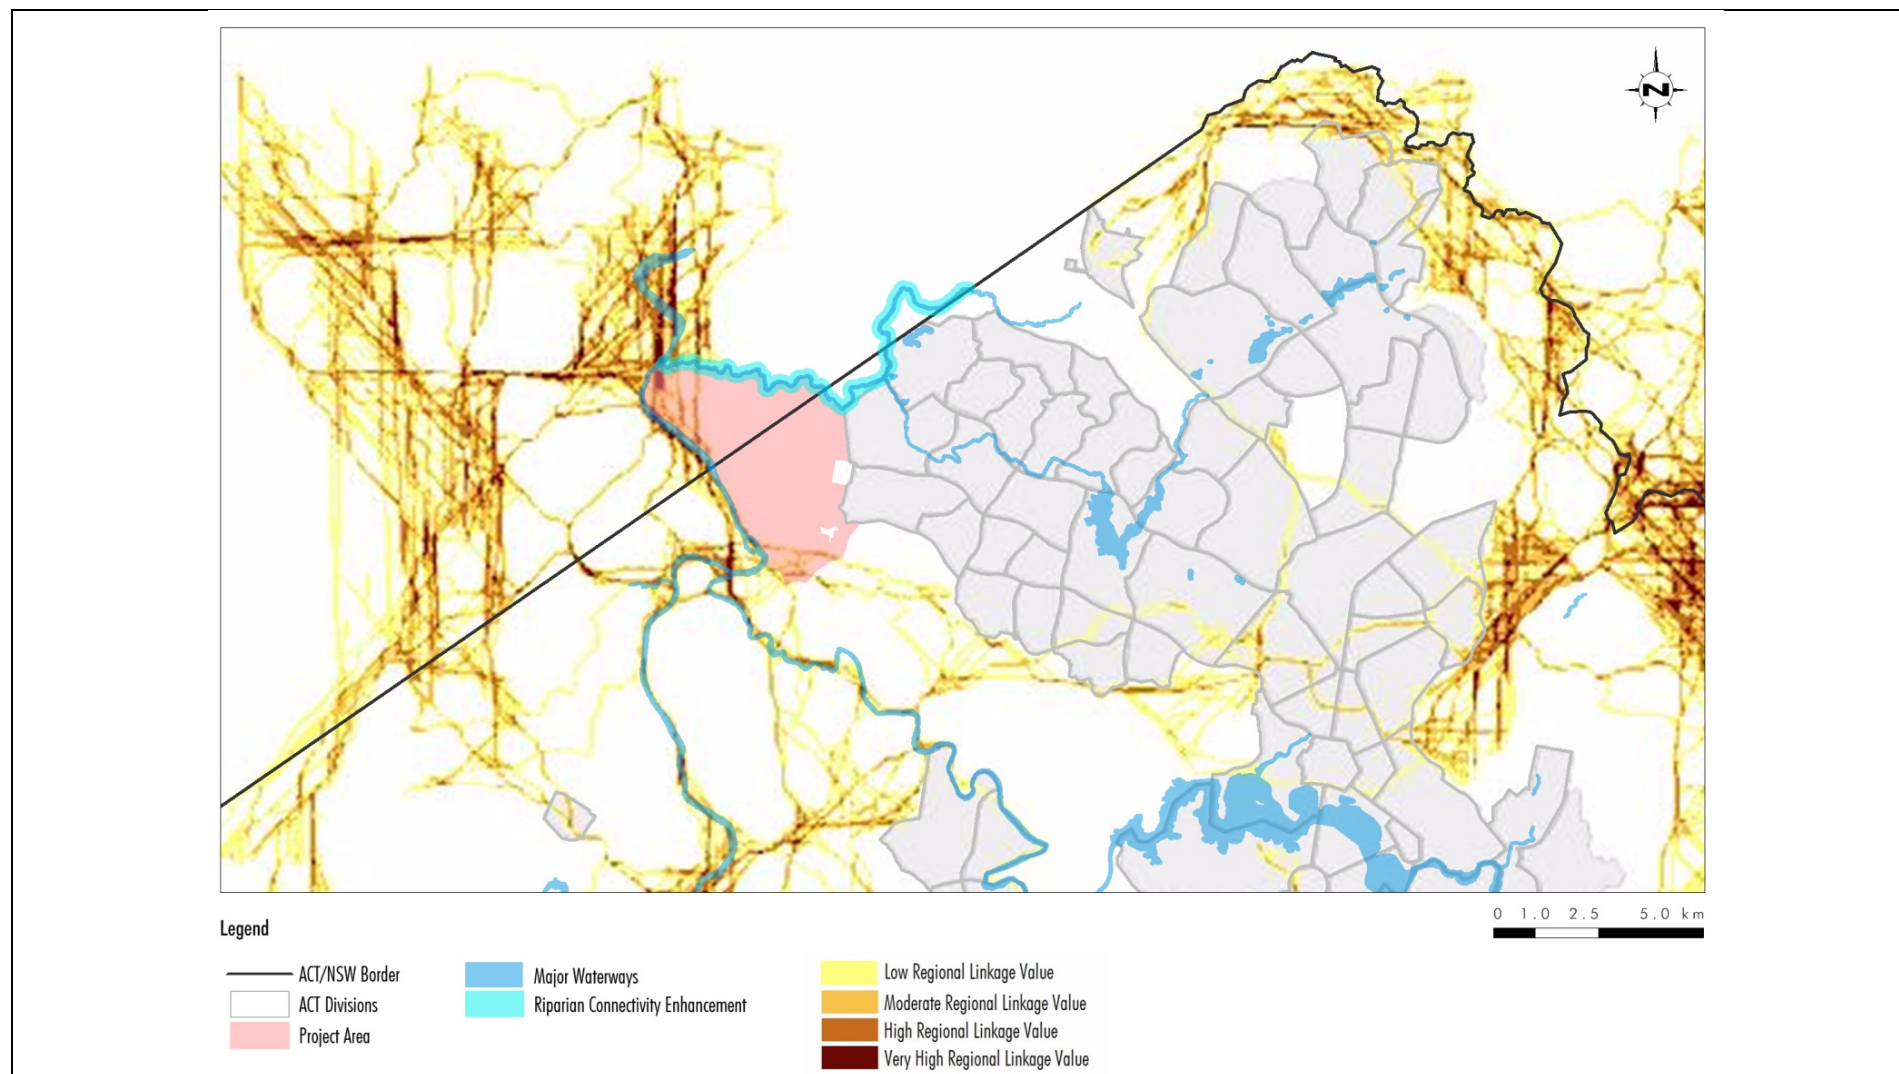 N
0 1.0 2.5 5.0 km
Legend
ACT/NSW Border
ACT Divisions
Project Area
Major Waterways
Riparian Connectivity Enhancement
Low Regional Linkage Value
Moderate Regional Linkage Value
High Regional Linkage Value
Very High Regional Linkage Value